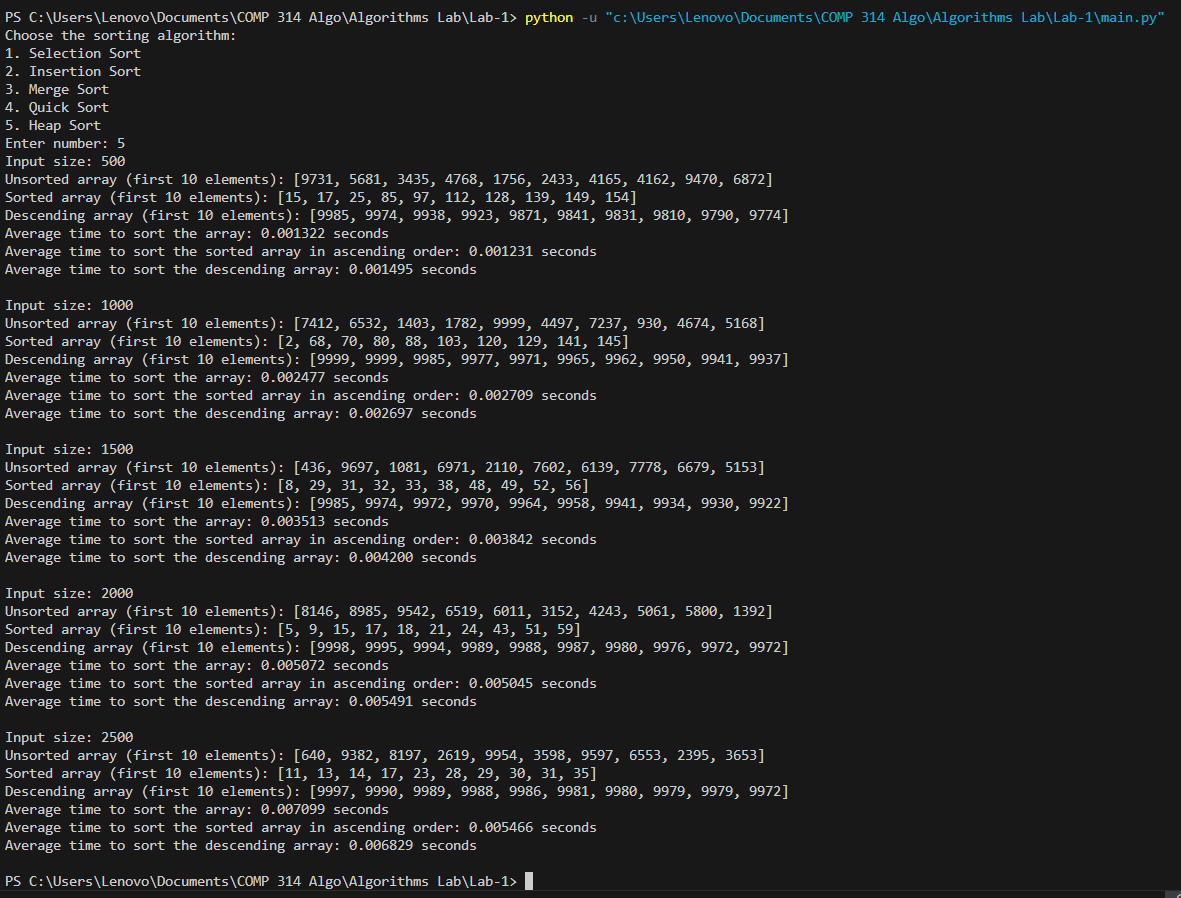 PS C:\Users\Lenovo\Documents\COMP 314 Algo\Algorithms Lab\Lab-1> python -u "c:\Users\Lenovo\Documents\COMP 314 Algo\Algorithms Lab\Lab-1\main.py"
Choose the sorting algorithm:
1. Selection Sort
2. Insertion Sort
3. Merge Sort
4. Quick Sort
5. Heap Sort
Enter number: 5
Input size: 500
Unsorted array (first 10 elements): [9731, 5681, 3435, 4768, 1756, 2433, 4165, 4162, 9470, 6872]
Sorted array (first 10 elements): [15, 17, 25, 85, 97, 112, 128, 139, 149, 154]
Descending array (first 10 elements): [9985, 9974, 9938, 9923, 9871, 9841, 9831, 9810, 9790, 9774]
Average time to sort the array: 0.001322 seconds
Average time to sort the sorted array in ascending order: 0.001231 seconds
Average time to sort the descending array: 0.001495 seconds

Input size: 1000
Unsorted array (first 10 elements): [7412, 6532, 1403, 1782, 9999, 4497, 7237, 930, 4674, 5168]
Sorted array (first 10 elements): [2, 68, 70, 80, 88, 103, 120, 129, 141, 145]
Descending array (first 10 elements): [9999, 9999, 9985, 9977, 9971, 9965, 9962, 9950, 9941, 9937]
Average time to sort the array: 0.002477 seconds
Average time to sort the sorted array in ascending order: 0.002709 seconds
Average time to sort the descending array: 0.002697 seconds

Input size: 1500
Unsorted array (first 10 elements): [436, 9697, 1081, 6971, 2110, 7602, 6139, 7778, 6679, 5153]
Sorted array (first 10 elements): [8, 29, 31, 32, 33, 38, 48, 49, 52, 56]
Descending array (first 10 elements): [9985, 9974, 9972, 9970, 9964, 9958, 9941, 9934, 9930, 9922]
Average time to sort the array: 0.003513 seconds
Average time to sort the sorted array in ascending order: 0.003842 seconds
Average time to sort the descending array: 0.004200 seconds

Input size: 2000
Unsorted array (first 10 elements): [8146, 8985, 9542, 6519, 6011, 3152, 4243, 5061, 5800, 1392]
Sorted array (first 10 elements): [5, 9, 15, 17, 18, 21, 24, 43, 51, 59]
Descending array (first 10 elements): [9998, 9995, 9994, 9989, 9988, 9987, 9980, 9976, 9972, 9972]
Average time to sort the array: 0.005072 seconds
Average time to sort the sorted array in ascending order: 0.005045 seconds
Average time to sort the descending array: 0.005491 seconds

Input size: 2500
Unsorted array (first 10 elements): [640, 9382, 8197, 2619, 9954, 3598, 9597, 6553, 2395, 3653]
Sorted array (first 10 elements): [11, 13, 14, 17, 23, 28, 29, 30, 31, 35]
Descending array (first 10 elements): [9997, 9990, 9989, 9988, 9986, 9981, 9980, 9979, 9979, 9972]
Average time to sort the array: 0.007099 seconds
Average time to sort the sorted array in ascending order: 0.005466 seconds
Average time to sort the descending array: 0.006829 seconds

PS C:\Users\Lenovo\Documents\COMP 314 Algo\Algorithms Lab\Lab-1>